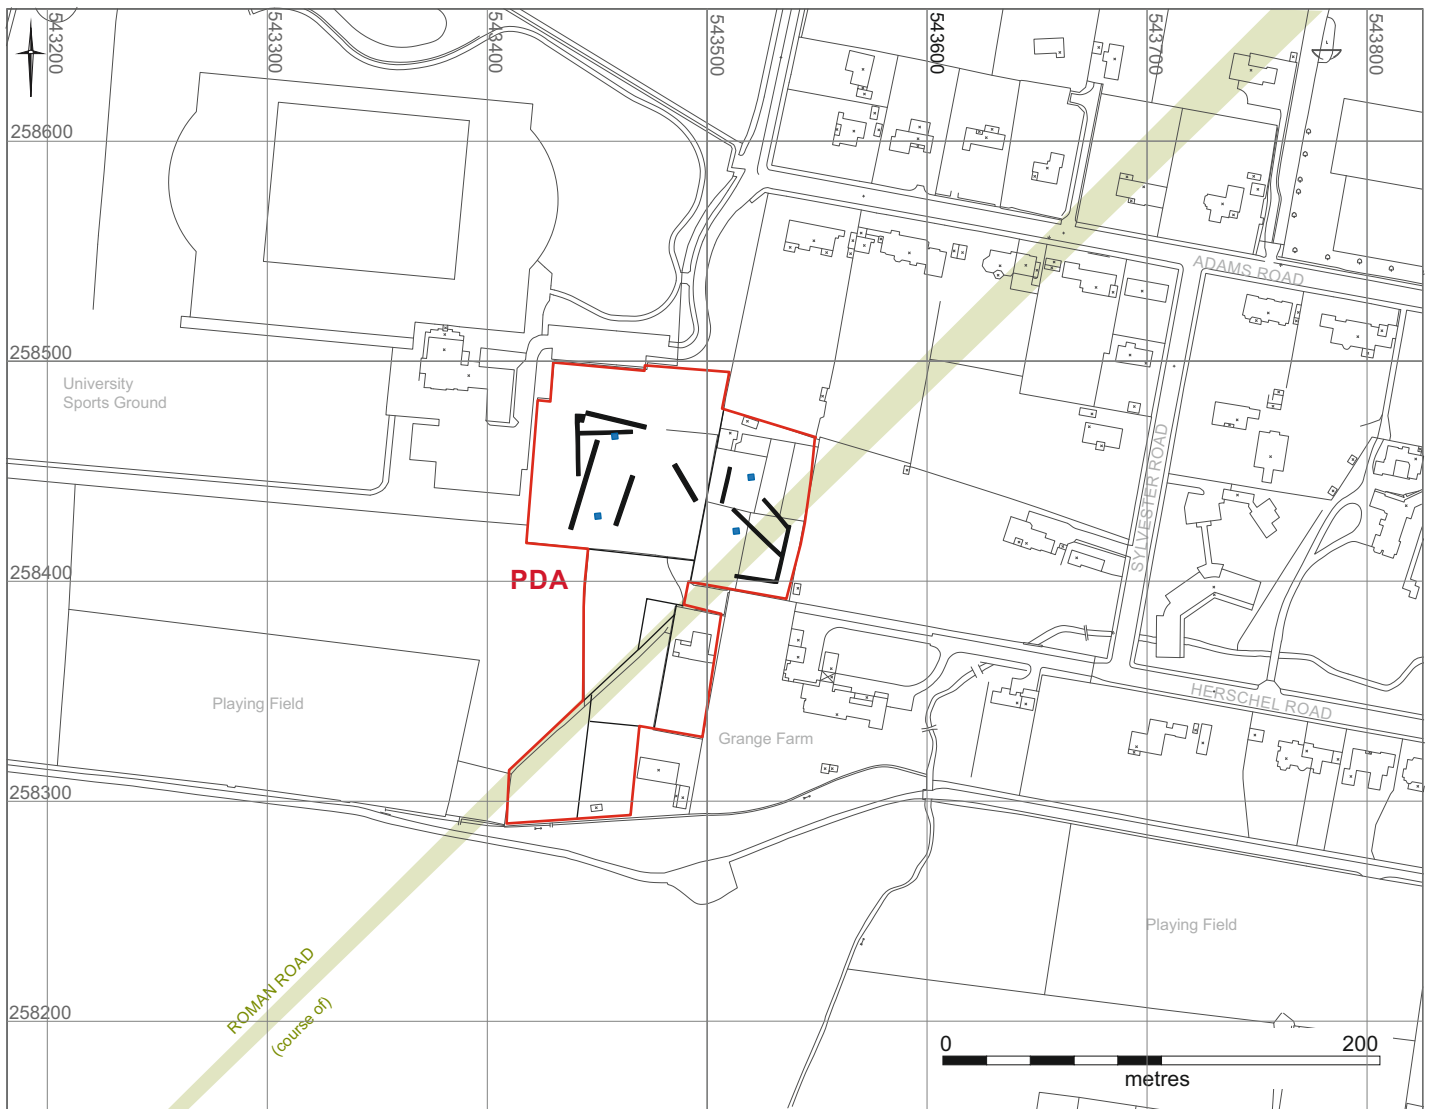 543200
543300
543400
543500
543600
543700
543800
258600
ADAMS ROAD
258500
University
Sports Ground
SYLVESTER ROAD
258400
PDA
HERSCHEL ROAD
Playing Field
Grange Farm
258300
Playing Field
ROMAN ROAD
(course of)
258200
0
200
metres